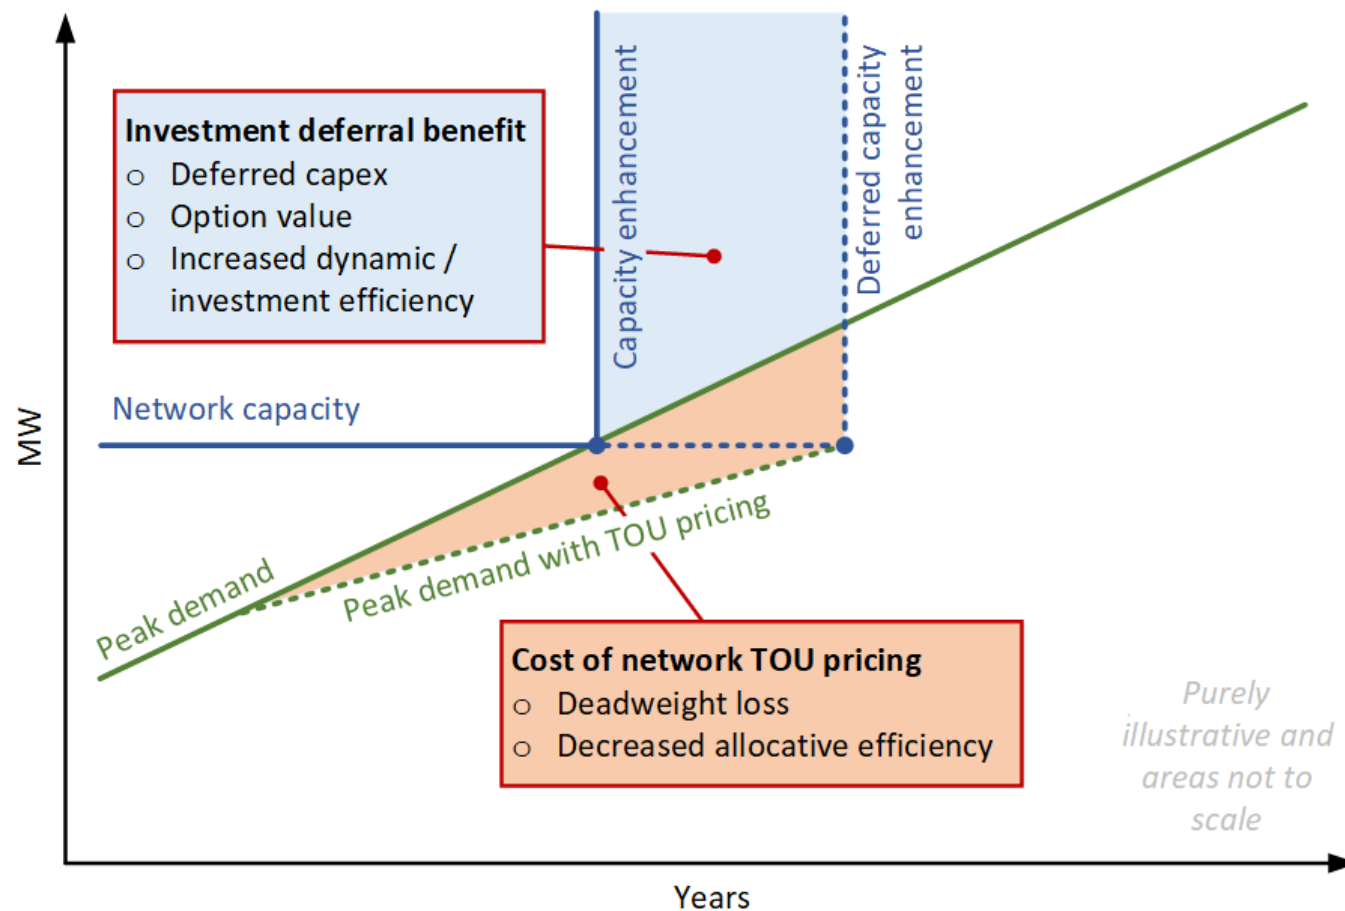 Investment deferral benefit
o Deferred capex
o Option value
o Increased dynamic /
investment efficiency
Capacity enhancement
Deferred capacity
enhancement
Network capacity
MW
Peak demand
Peak demand with TOU pricing
Cost of network TOU pricing
o Deadweight loss
o Decreased allocative efficiency
Purely
illustrative and
areas not to
scale
Years